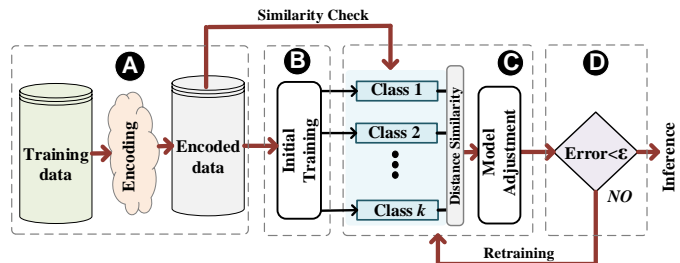 Similarity Check
A
B
C
D
Training
data
Encoding
Encoded
data
Initial
Training
Class 1
Class 2
Class k
Distance Similarity
Model
Adjustment
Error<ε
NO
Inference
Retraining